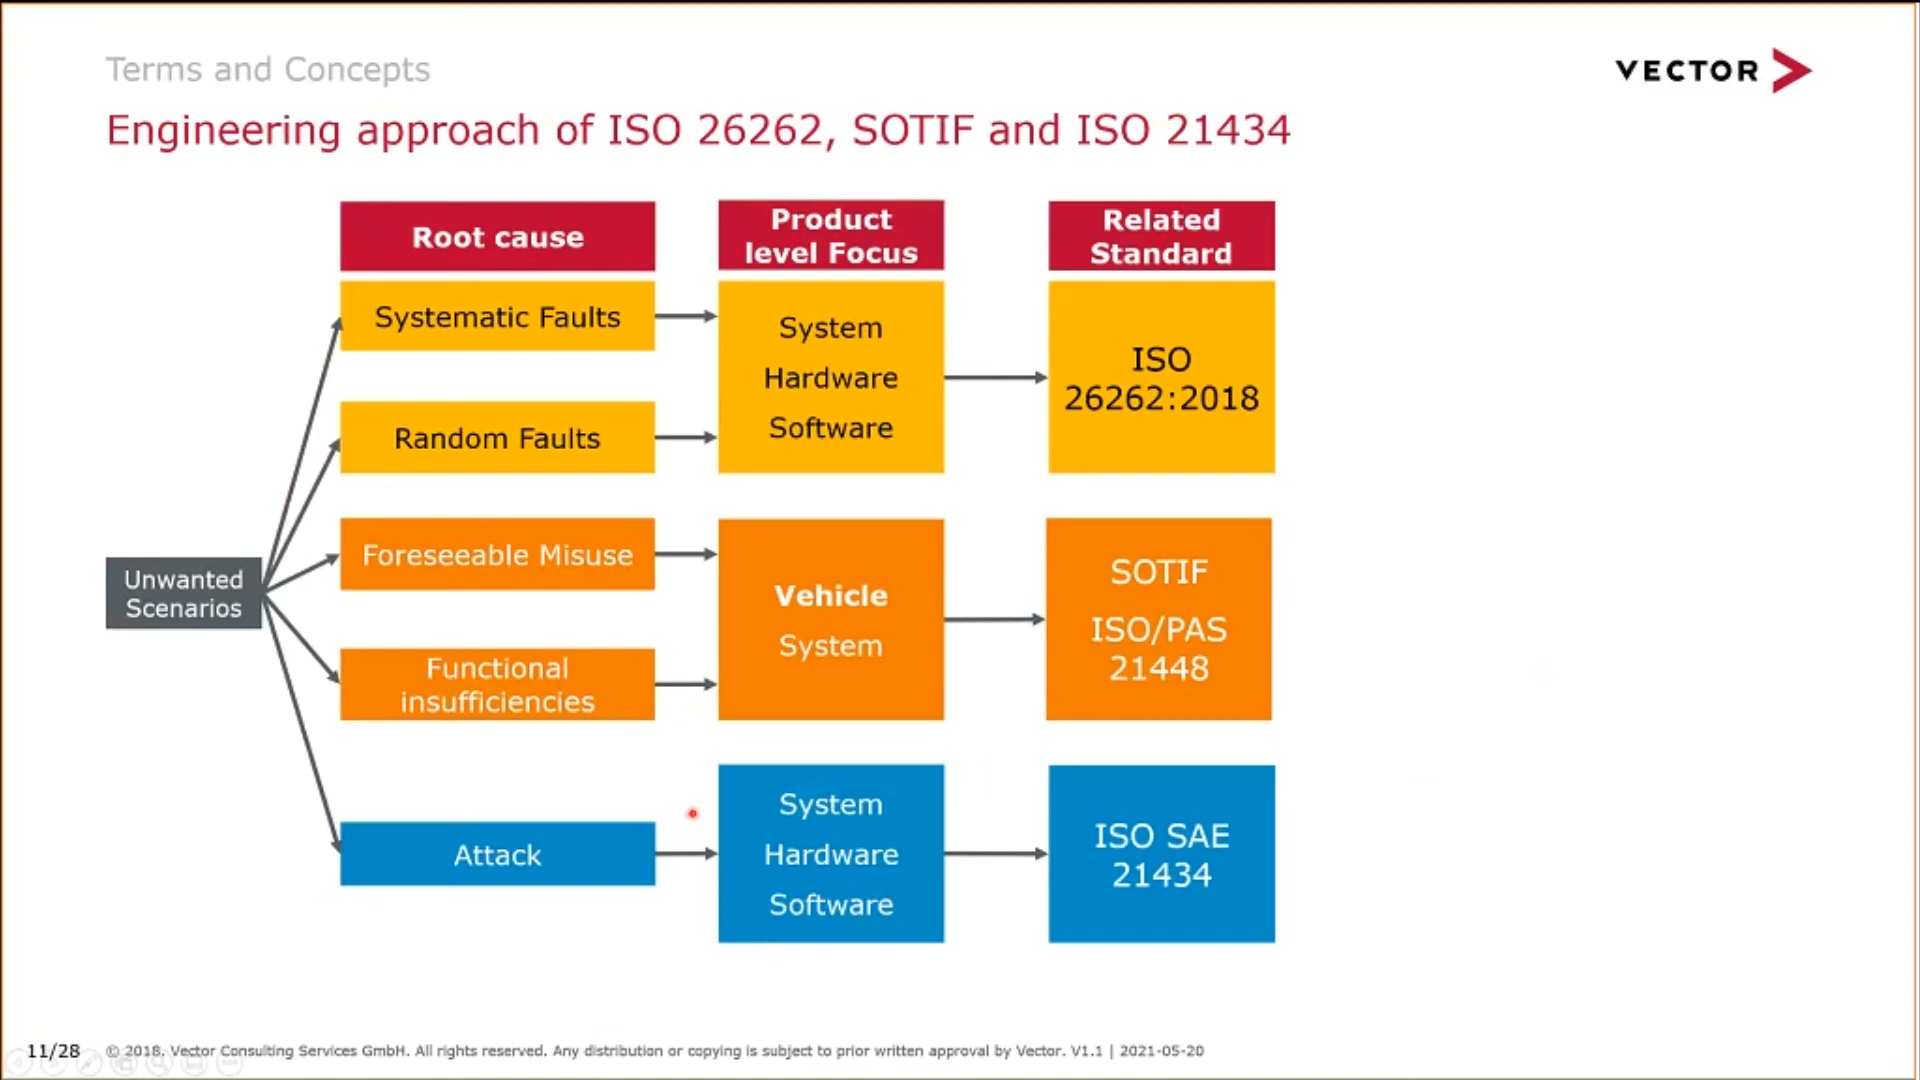 Terms and Concepts
VECTOR
Engineering approach of ISO 26262, SOTIF and ISO 21434
Root cause
Product
level Focus
Related
Standard
Systematic Faults
Random Faults
System
Hardware
Software
ISO
26262:2018
Unwanted
Scenarios
Foreseeable Misuse
Functional
insufficiencies
Vehicle
System
SOTIF
ISO/PAS
21448
Attack
System
Hardware
Software
ISO SAE
21434
11/28
© 2018. Vector Consulting Services GmbH. All rights reserved. Any distribution or copying is subject to prior written approval by Vector. V1.1 | 2021-05-20